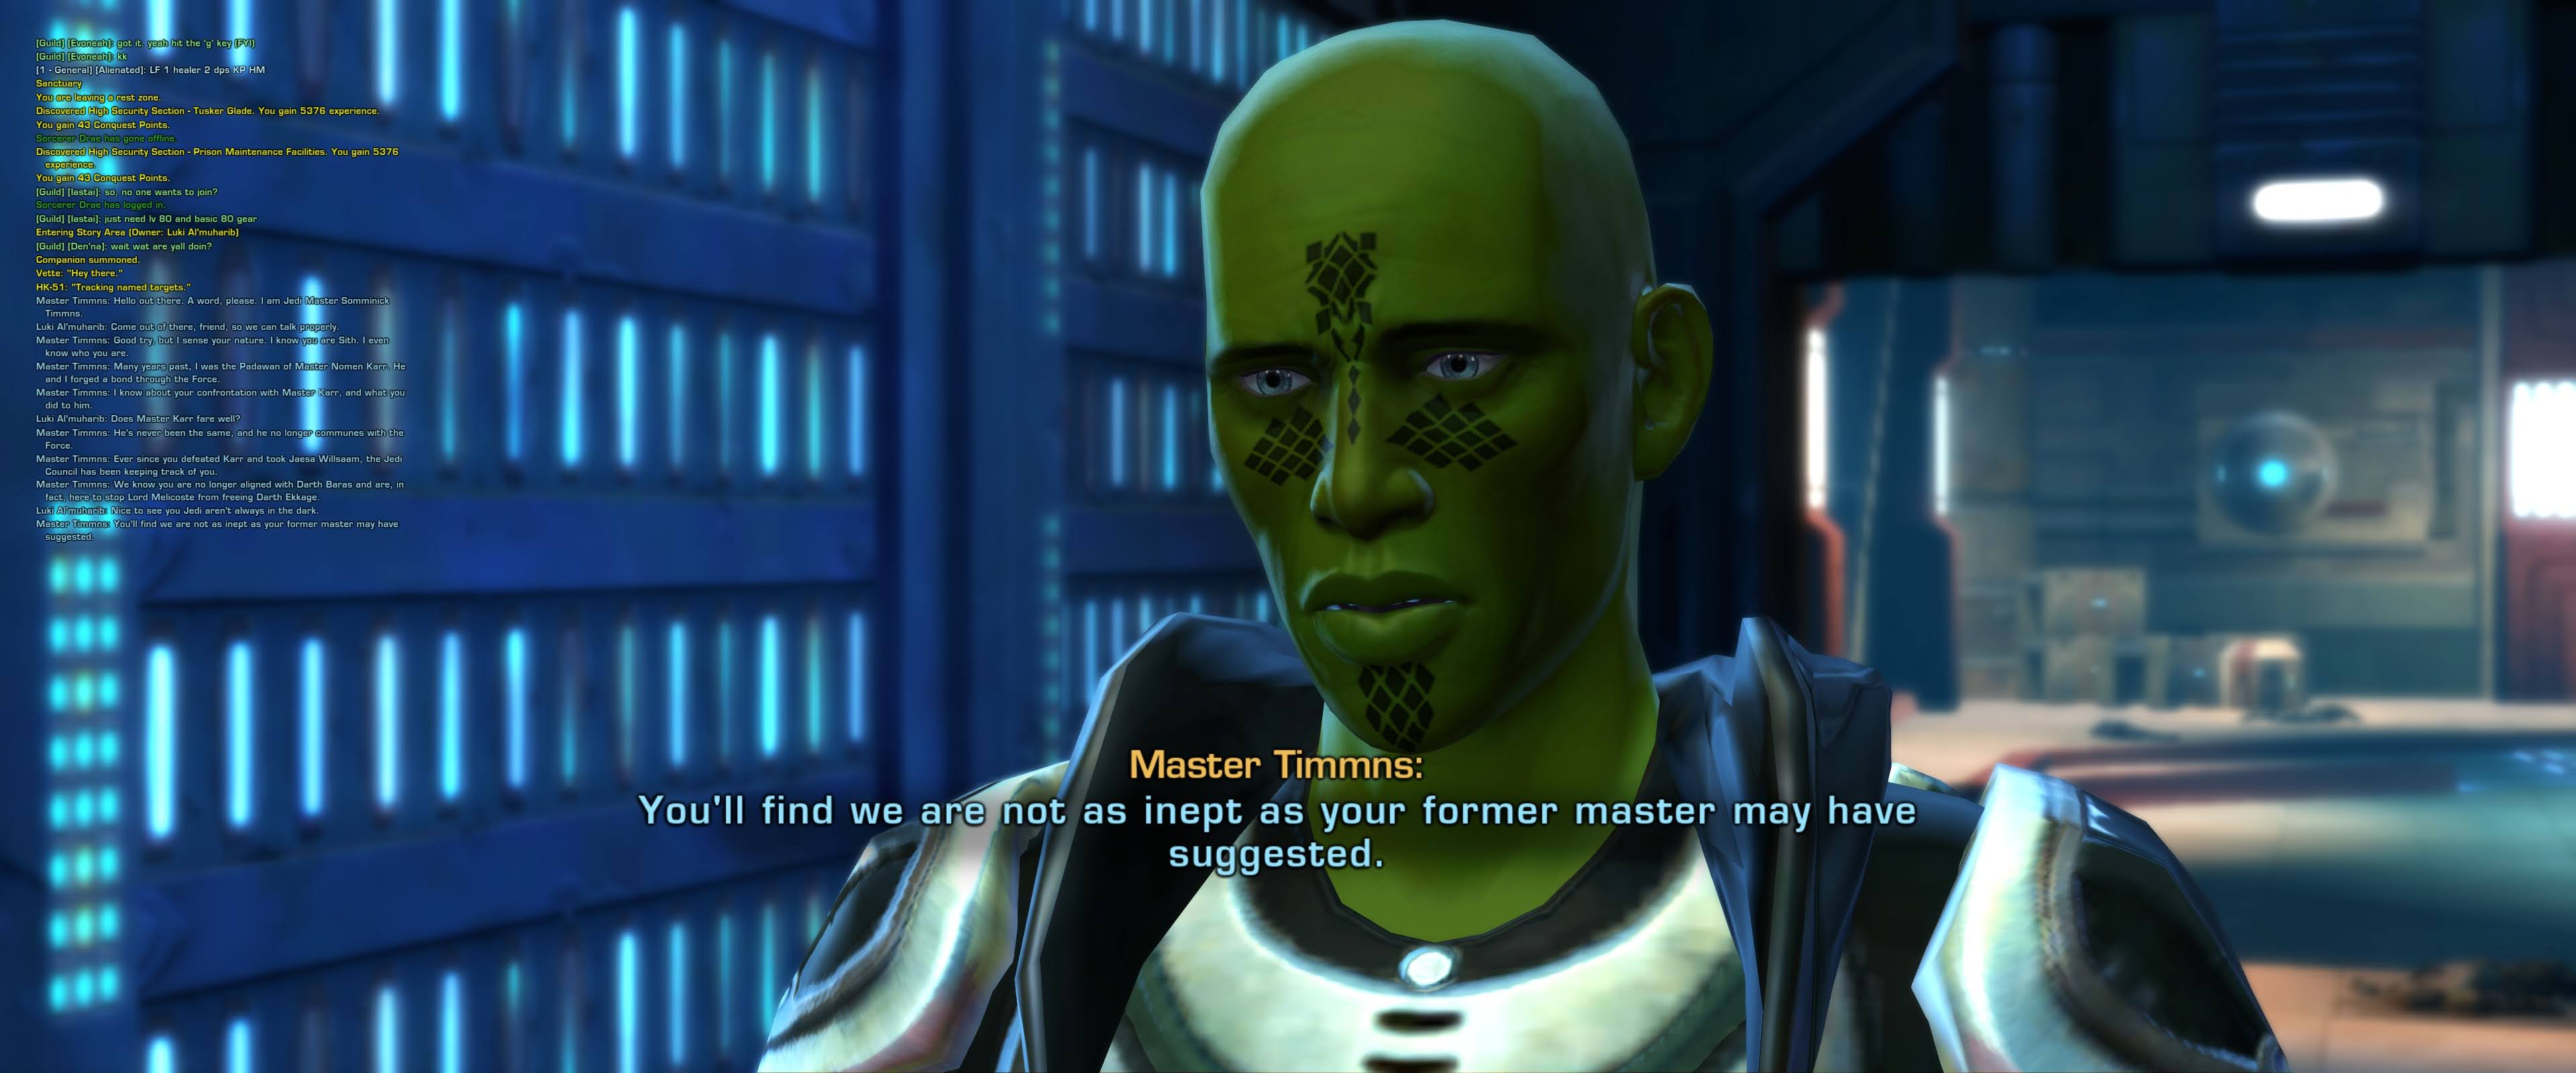 [Guild] [Evoneah]: got it. yeah hit the 'g' key (FYI)
[Guild] [Evoneah]: kk
[1 - General] [Alienated]: LF 1 healer 2 dps KP HM
Sanctuary
You are leaving a rest zone.
Discovered High Security Section - Tusker Glade. You gain 5376 experience.
You gain 43 Conquest Points.
Sorcerer Drae has gone offline.
Discovered High Security Section - Prison Maintenance Facilities. You gain 5376
experience.
You gain 43 Conquest Points.
[Guild] [Iastai]: so, no one wants to join?
Sorcerer Drae has logged in.
[Guild] [Iastai]: just need lv 80 and basic 80 gear
Entering Story Area (Owner: Luki Al'muharib)
[Guild] [Den'na]: wait wat are yall doin?
Companion summoned.
Vette: "Hey there."
HK-51: "Tracking named targets."
Master Timmns: Hello out there. A word, please. I am Jedi Master Somminick
Timmns.
Luki Al'muharib: Come out of there, friend, so we can talk properly.
Master Timmns: Good try, but I sense your nature. I know you are Sith. I even
know who you are.
Master Timmns: Many years past, I was the Padawan of Master Nomen Karr. He
and I forged a bond through the Force.
Master Timmns: I know about your confrontation with Master Karr, and what you
did to him.
Luki Al'muharib: Does Master Karr fare well?
Master Timmns: He's never been the same, and he no longer communes with the
Force.
Master Timmns: Ever since you defeated Karr and took Jaesa Willsaam, the Jedi
Council has been keeping track of you.
Master Timmns: We know you are no longer aligned with Darth Baras and are, in
fact, here to stop Lord Melicoste from freeing Darth Ekkage.
Luki Al'muharib: Nice to see you Jedi aren't always in the dark.
Master Timmns: You'll find we are not as inept as your former master may have
suggested.
Master Timmns:
You'll find we are not as inept as your former master may have
suggested.